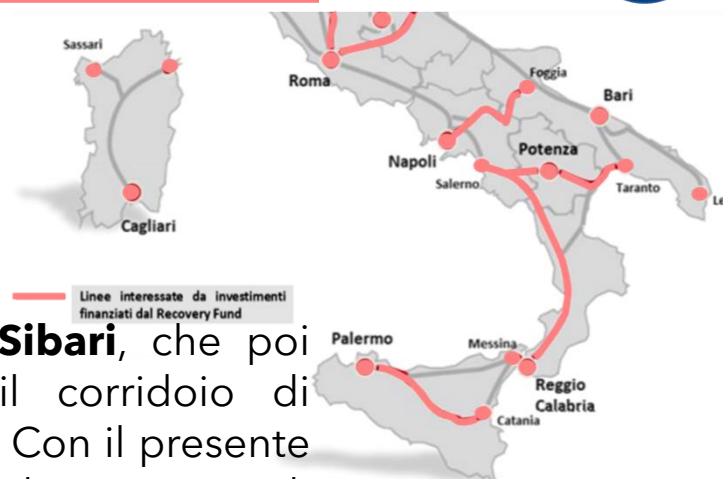 Sassari
Roma
Foggia
Bari
Napoli
Potenza
Salerno
Taranto
Cagliari
Linee interessate da investimenti
finanziati dal Recovery Fund
Sibari, che poi
il corridoio di
Con il presente
Palermo
Messina
Reggio
Calabria
Catania